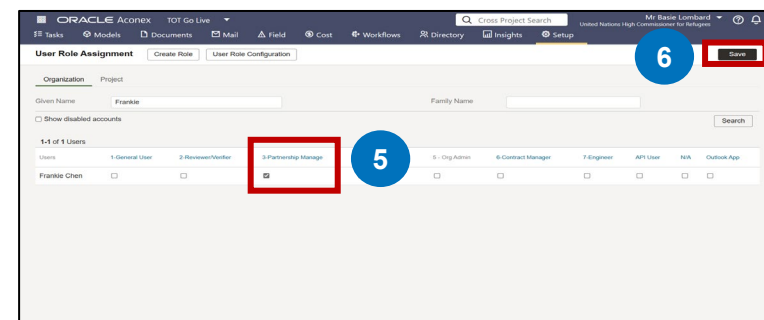 ORACLE Aconex TOT Go Live Cross Project Search Mr Basie Lombard
United Nations High Commissioner for Refugees
Tasks Models Documents Mail Field Cost Workflows Directory Insights Setup
User Role Assignment Create Role User Role Configuration 6 Save
Organization Project
Given Name Frankie Family Name
Show disabled accounts Search
1-1 of 1 Users
Users 1-General User 2-Reviewer/Verifier 3-Partnership Manage 5 5 - Org Admin 6-Contract Manager 7-Engineer API User N/A Outlook App
Frankie Chen